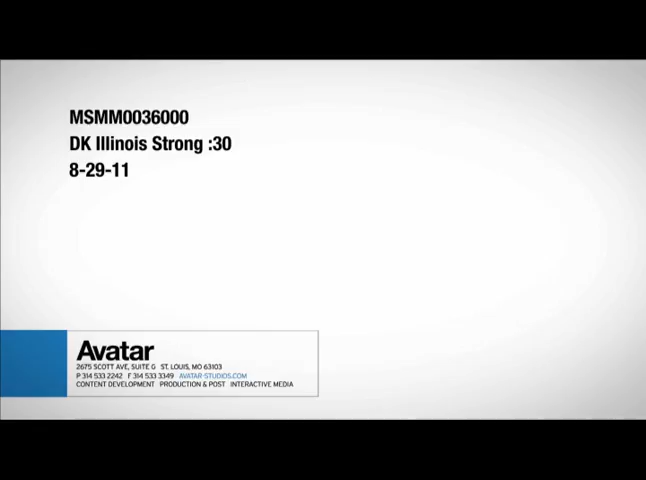 MSMM0036000
DK Illinois Strong :30
8-29-11
Avatar
2675 SCOTT AVE, SUITE G ST. LOUIS, MO 63103
P 314 533 2242 F 314 533 3349 AVATAR-STUDIOS.COM
CONTENT DEVELOPMENT PRODUCTION & POST INTERACTIVE MEDIA